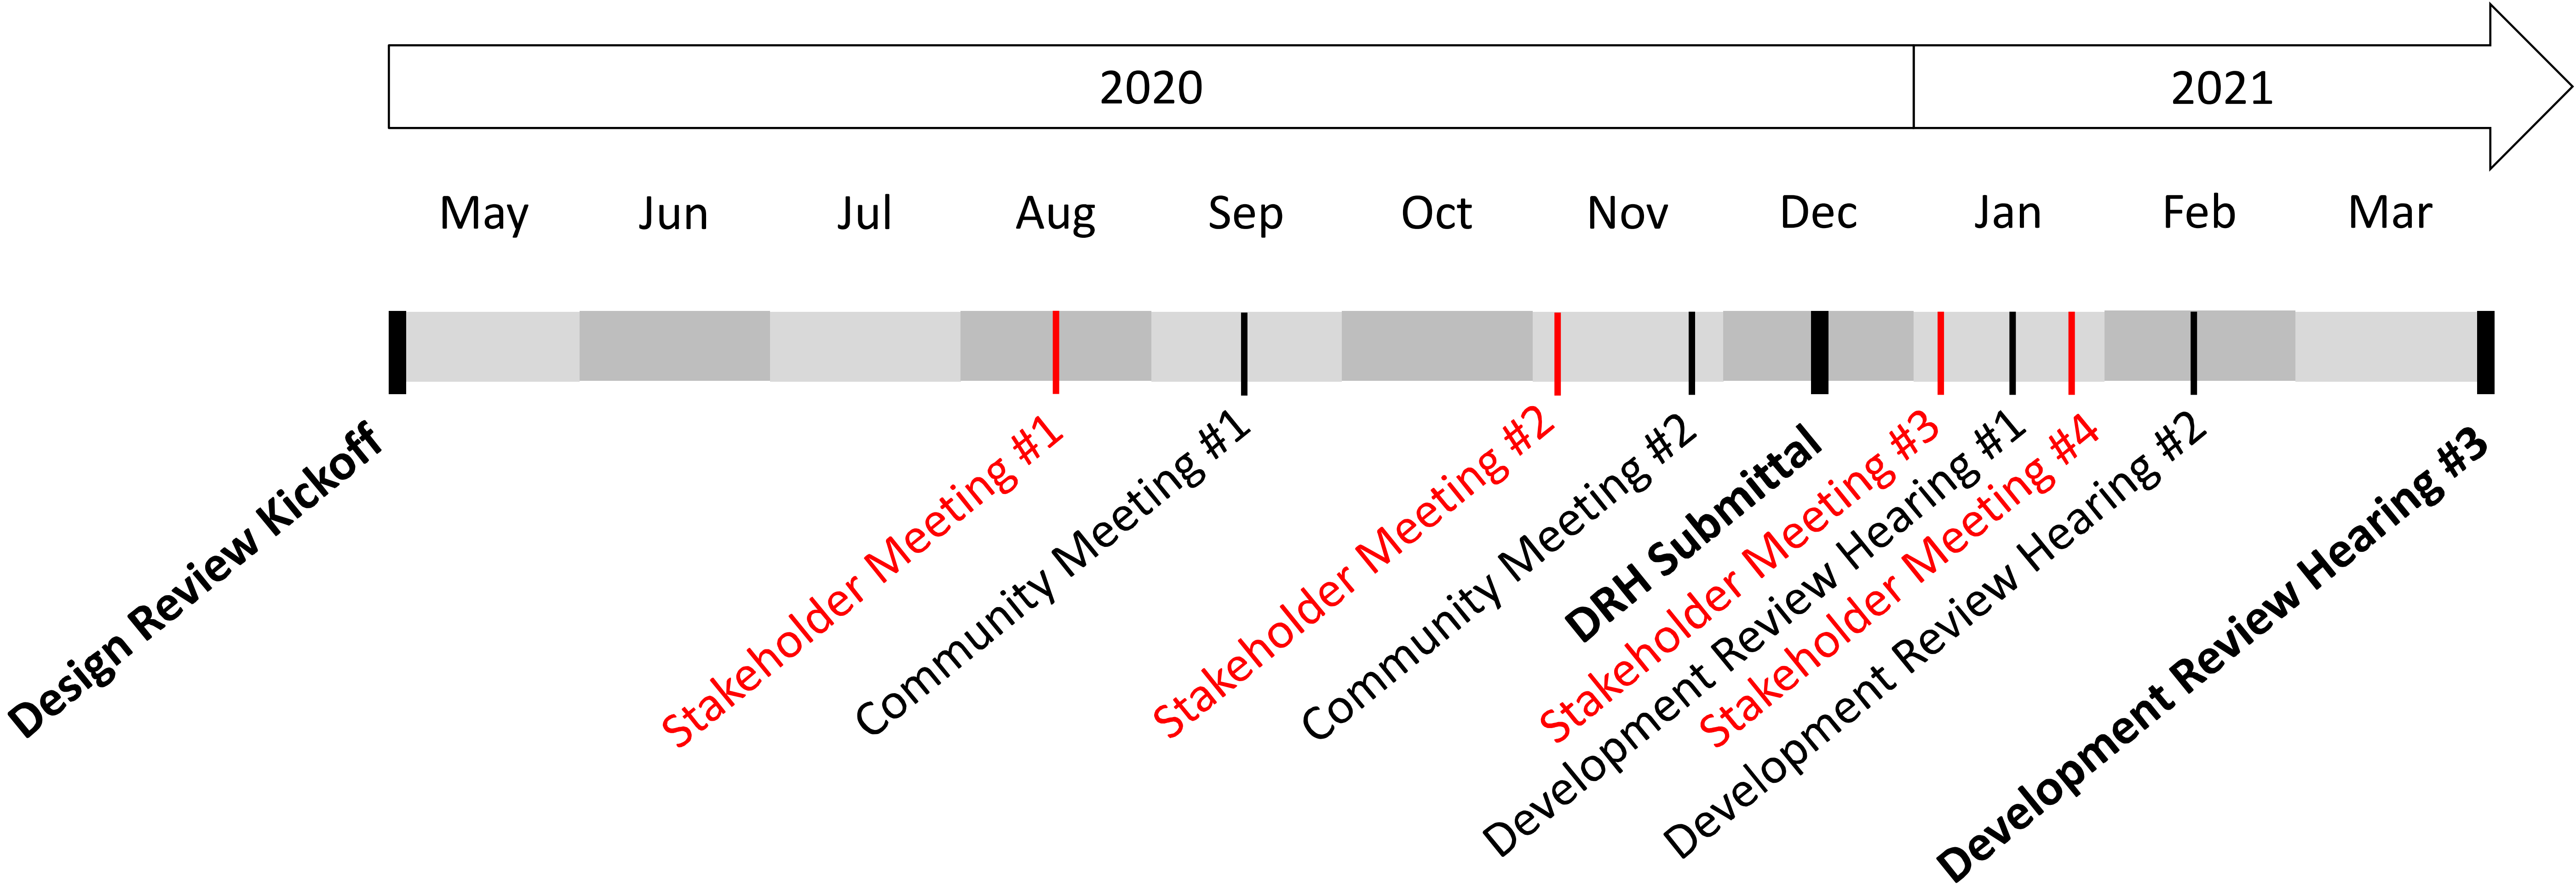 2020
2021
May
Jun
Jul
Aug
Sep
Oct
Nov
Dec
Jan
Feb
Mar
Design Review Kickoff
Stakeholder Meeting #1
Community Meeting #1
Stakeholder Meeting #2
Community Meeting #2
DRH Submittal
Stakeholder Meeting #3
Development Review Hearing #1
Stakeholder Meeting #4
Development Review Hearing #2
Development Review Hearing #3